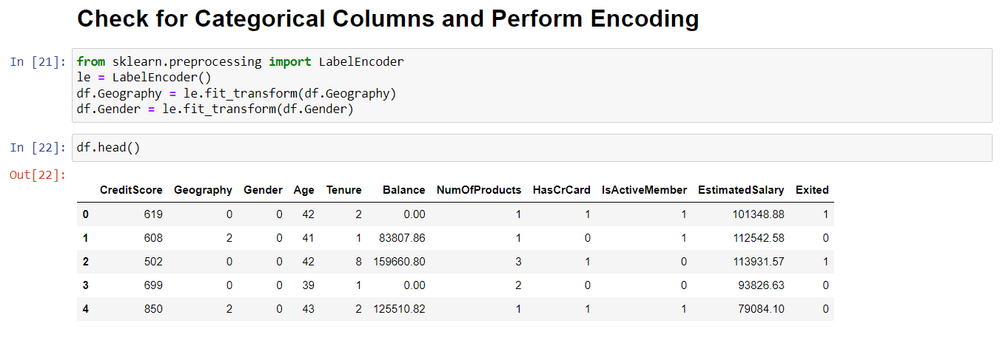 Check for Categorical Columns and Perform Encoding
In [21]: from sklearn.preprocessing import LabelEncoder
le = LabelEncoder()
df.Geography = le.fit_transform(df.Geography)
df.Gender = le.fit_transform(df.Gender)
In [22]: df.head()
Out[22]:
CreditScore Geography Gender Age Tenure Balance NumOfProducts HasCrCard IsActiveMember EstimatedSalary Exited
0 619 0 0 42 2 0.00 1 1 1 101348.88 1
1 608 2 0 41 1 83807.86 1 0 1 112542.58 0
2 502 0 0 42 8 159660.80 3 1 0 113931.57 1
3 699 0 0 39 1 0.00 2 0 0 93826.63 0
4 850 2 0 43 2 125510.82 1 1 1 79084.10 0